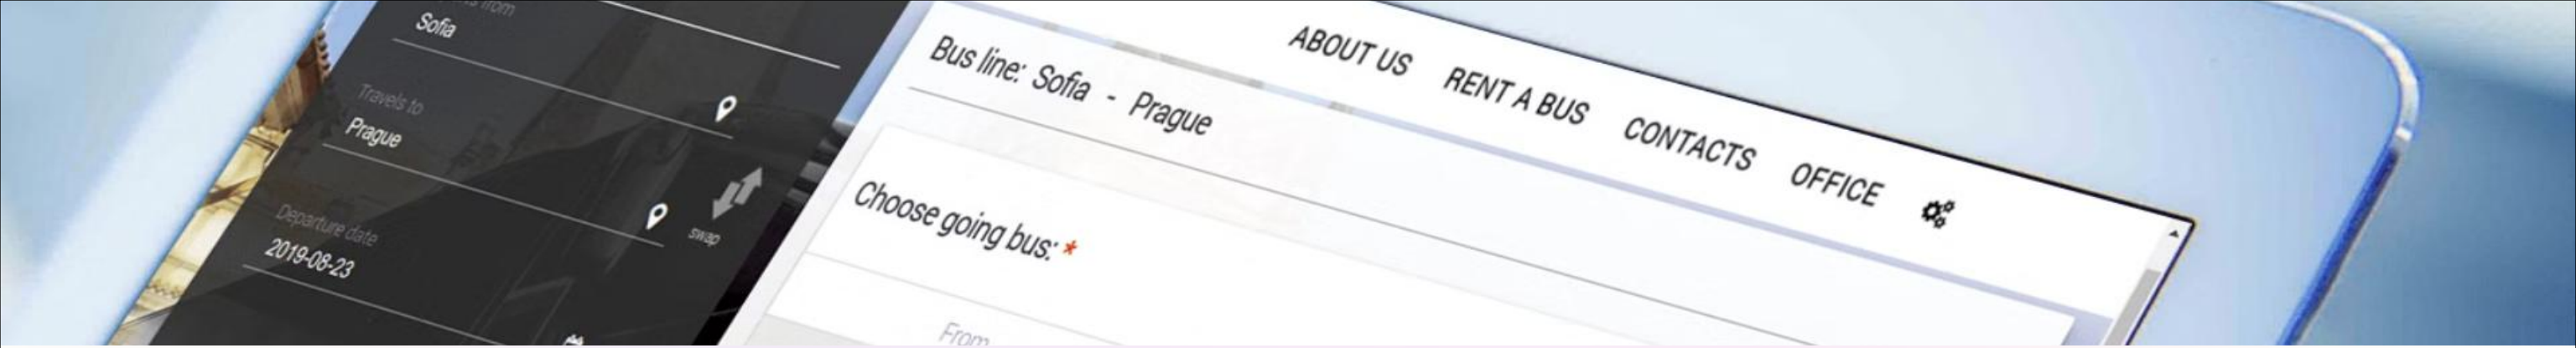 Sofia
Travels to
Prague
swap
Departure date
2019-08-23
ABOUT US RENT A BUS CONTACTS OFFICE
Bus line: Sofia - Prague
Choose going bus: *
From